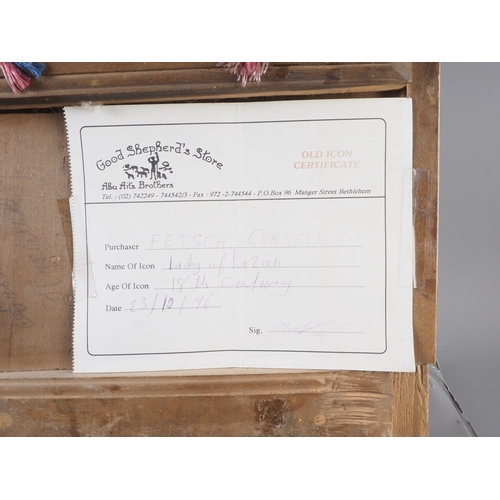 Good Shepherd's Store
Abu Aita Brothers
OLD ICON
CERTIFICATE
Tel. : (02) 742249 - 744542/3 - Fax : 972 -2-744544 - P.O.Box 96 Manger Street Bethlehem
Purchaser FETSCH
Name Of Icon Lady of Kazan
Age Of Icon 18th Century
Date 23/10/96
Sig.